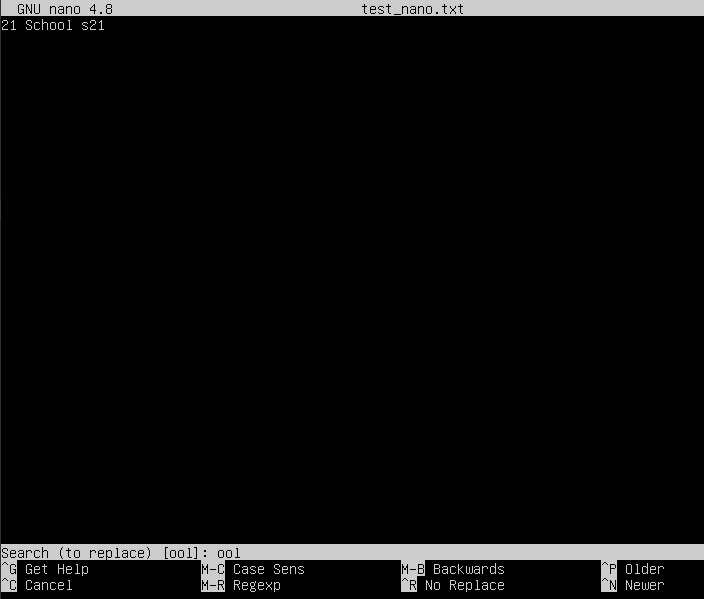 GNU nano 4.8 test_nano.txt
21 School s21
Search (to replace) [ool]: ool
^G Get Help M-C Case Sens M-B Backwards ^P Older
^C Cancel M-R Regexp ^R No Replace ^N Newer